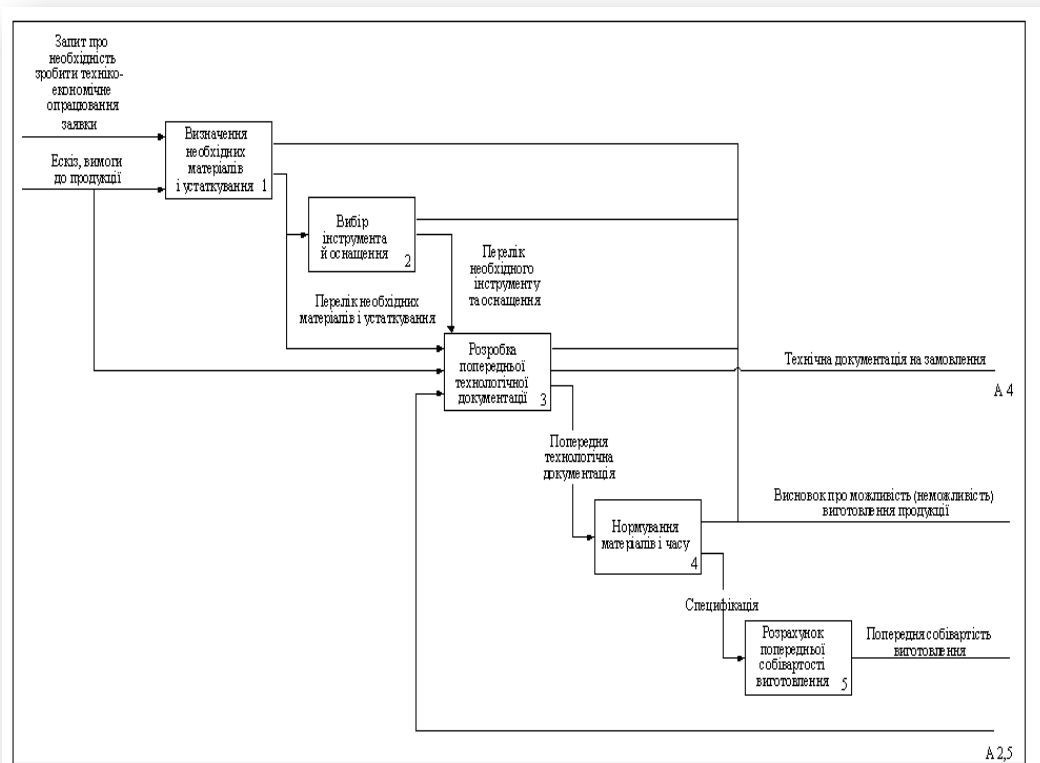 Запит про
необхідність
зробити техніко-
економічне
опрацювання
заявки
Ескіз, вимоги
до продукції
Визначення
необхідних
матеріалів
і устаткування 1
Вибір
інструмента
й оснащення
2
Перелік
необхідного
інструменту
та оснащення
Перелік необхідних
матеріалів і устаткування
Розробка
попередньої
технологічної
документації 3
Технічна документація на замовлення
А 4
Попередня
технологічна
документація
Висновок про можливість (неможливість)
виготовлення продукції
Нормування
матеріалів і часу
4
Специфікація
Розрахунок
попередньої
собівартості
виготовлення 5
Попередня собівартість
виготовлення
А 2,5